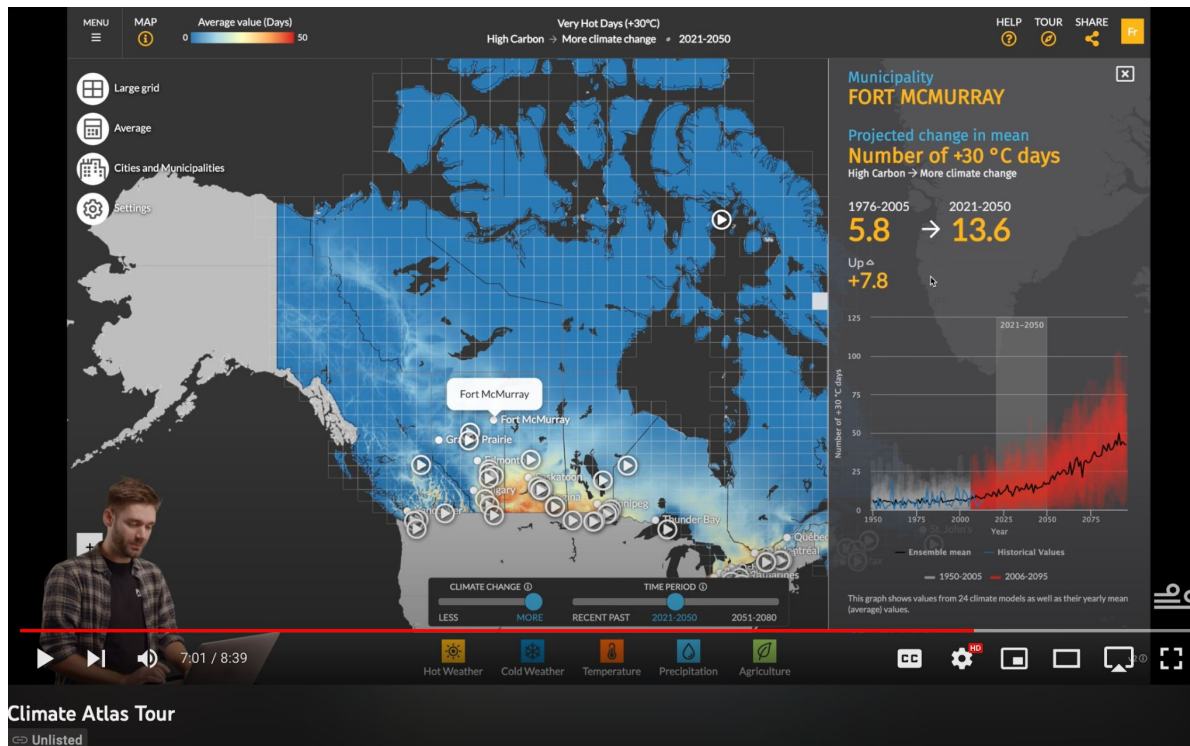 MENU
MAP
Average value (Days)
0
50
Very Hot Days (+30ºC)
High Carbon → More climate change 2021-2050
HELP
TOUR
SHARE
Fr
Large grid
Average
Cities and Municipalities
Settings
Municipality
FORT MCMURRAY
Projected change in mean
Number of +30 °C days
High Carbon → More climate change
1976-2005
2021-2050
5.8 → 13.6
Up
+7.8
2021-2050
125
100
75
50
25
0
Number of +30 °C days
1950 1975 2000 2025 2050 2075
Year
Ensemble mean
Historical Values
1950-2005
2006-2095
This graph shows values from 24 climate models as well as their yearly mean
(average) values.
Fort McMurray
Fort McMurray
Prairie
Thunder Bay
St. John's
CLIMATE CHANGE
LESS
MORE
TIME PERIOD
RECENT PAST
2021-2050
2051-2080
Hot Weather
Cold Weather
Temperature
Precipitation
Agriculture
7:01 / 8:39
CC
HD
Climate Atlas Tour
Unlisted